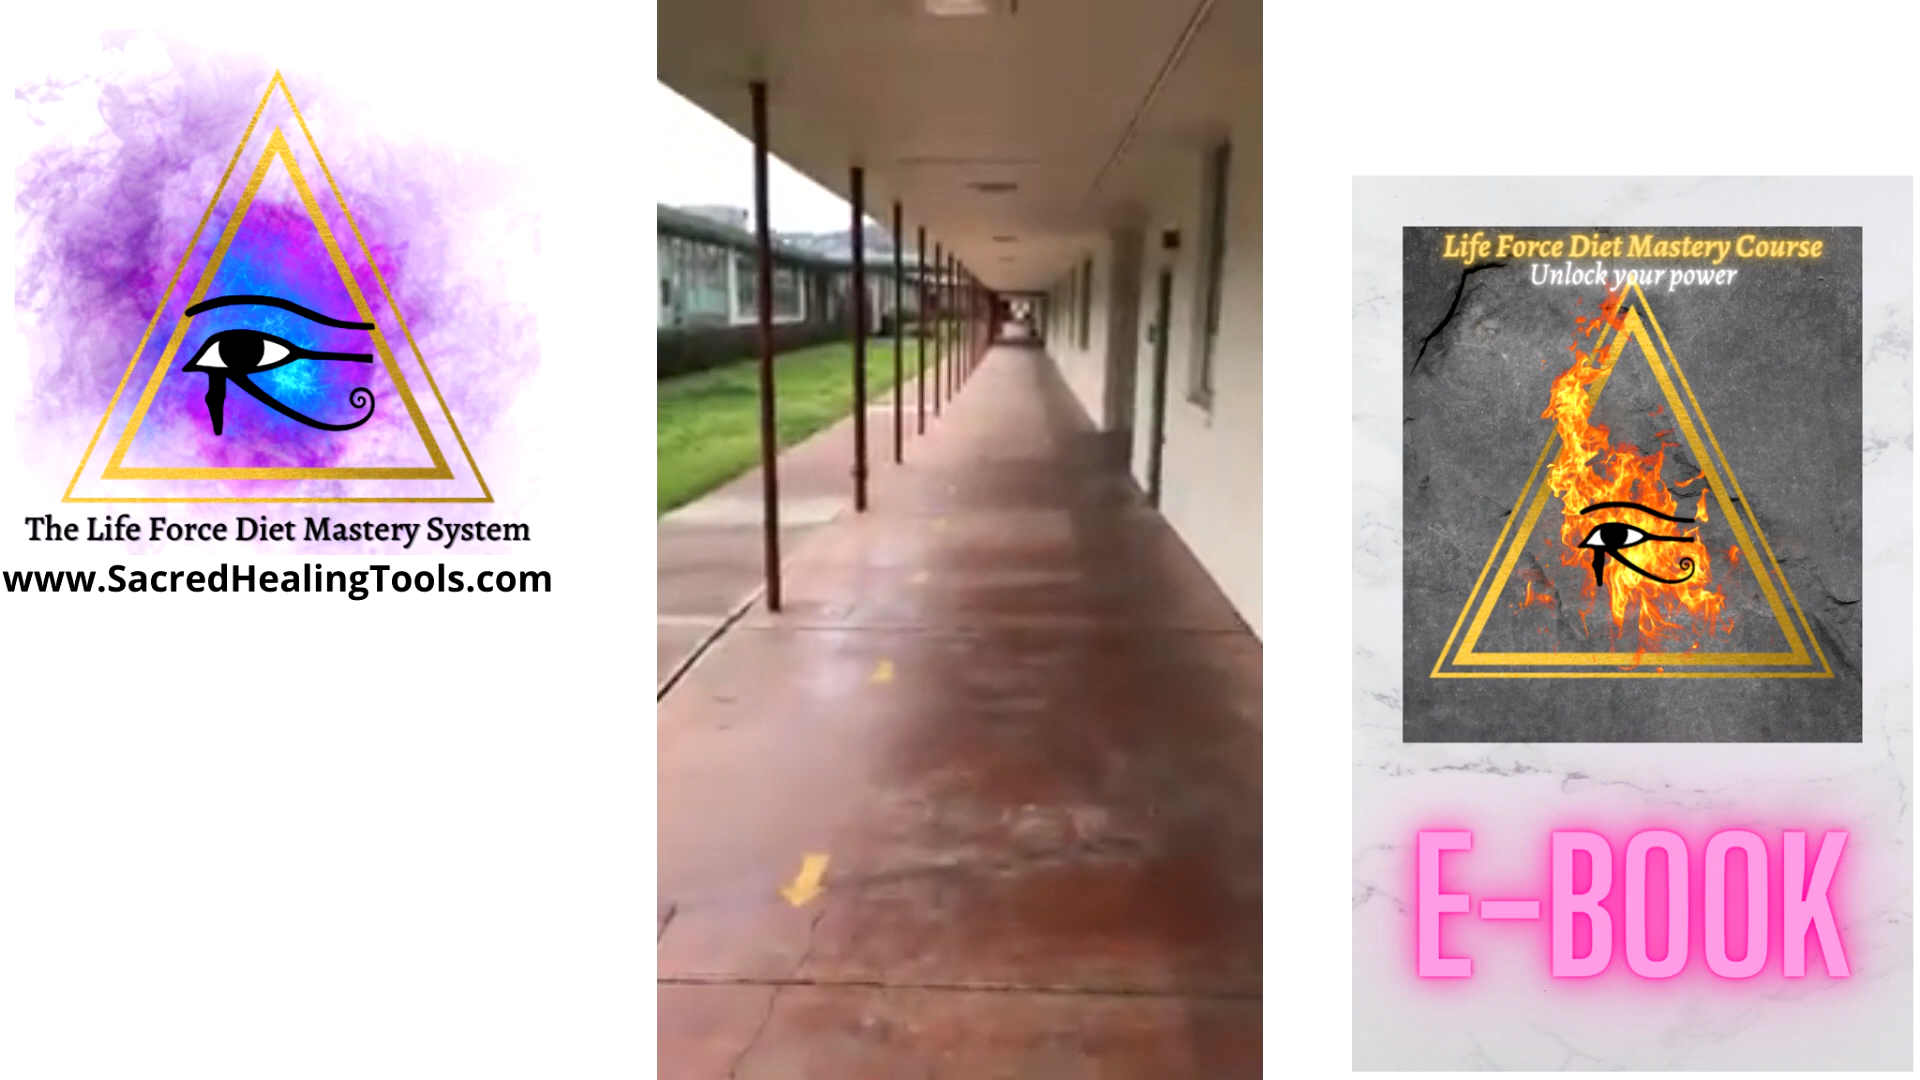 The Life Force Diet Mastery System
www.SacredHealingTools.com
Life Force Diet Mastery Course
Unlock your power
E-BOOK